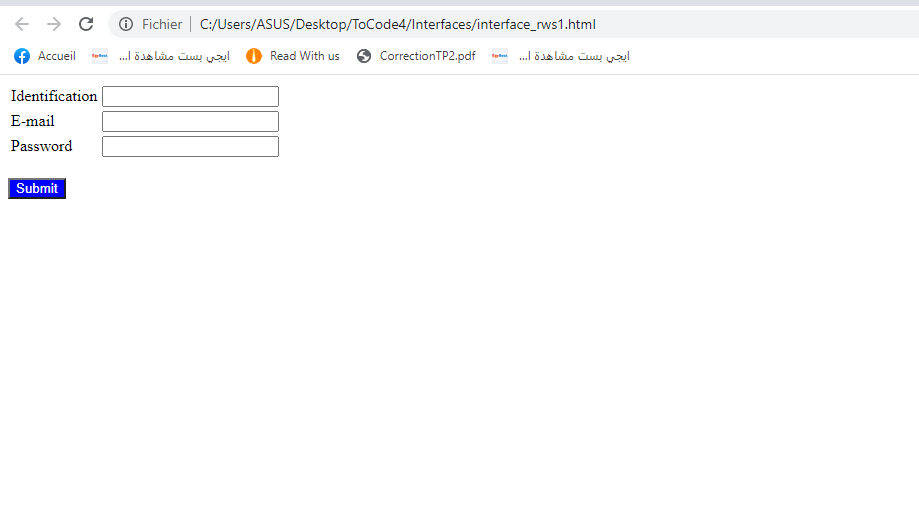 Fichier | C:/Users/ASUS/Desktop/ToCode4/Interfaces/interface_rws1.html
Accueil ايجي بست مشاهدة ا... Read With us CorrectionTP2.pdf ايجي بست مشاهدة ا...
Identification
E-mail
Password
Submit